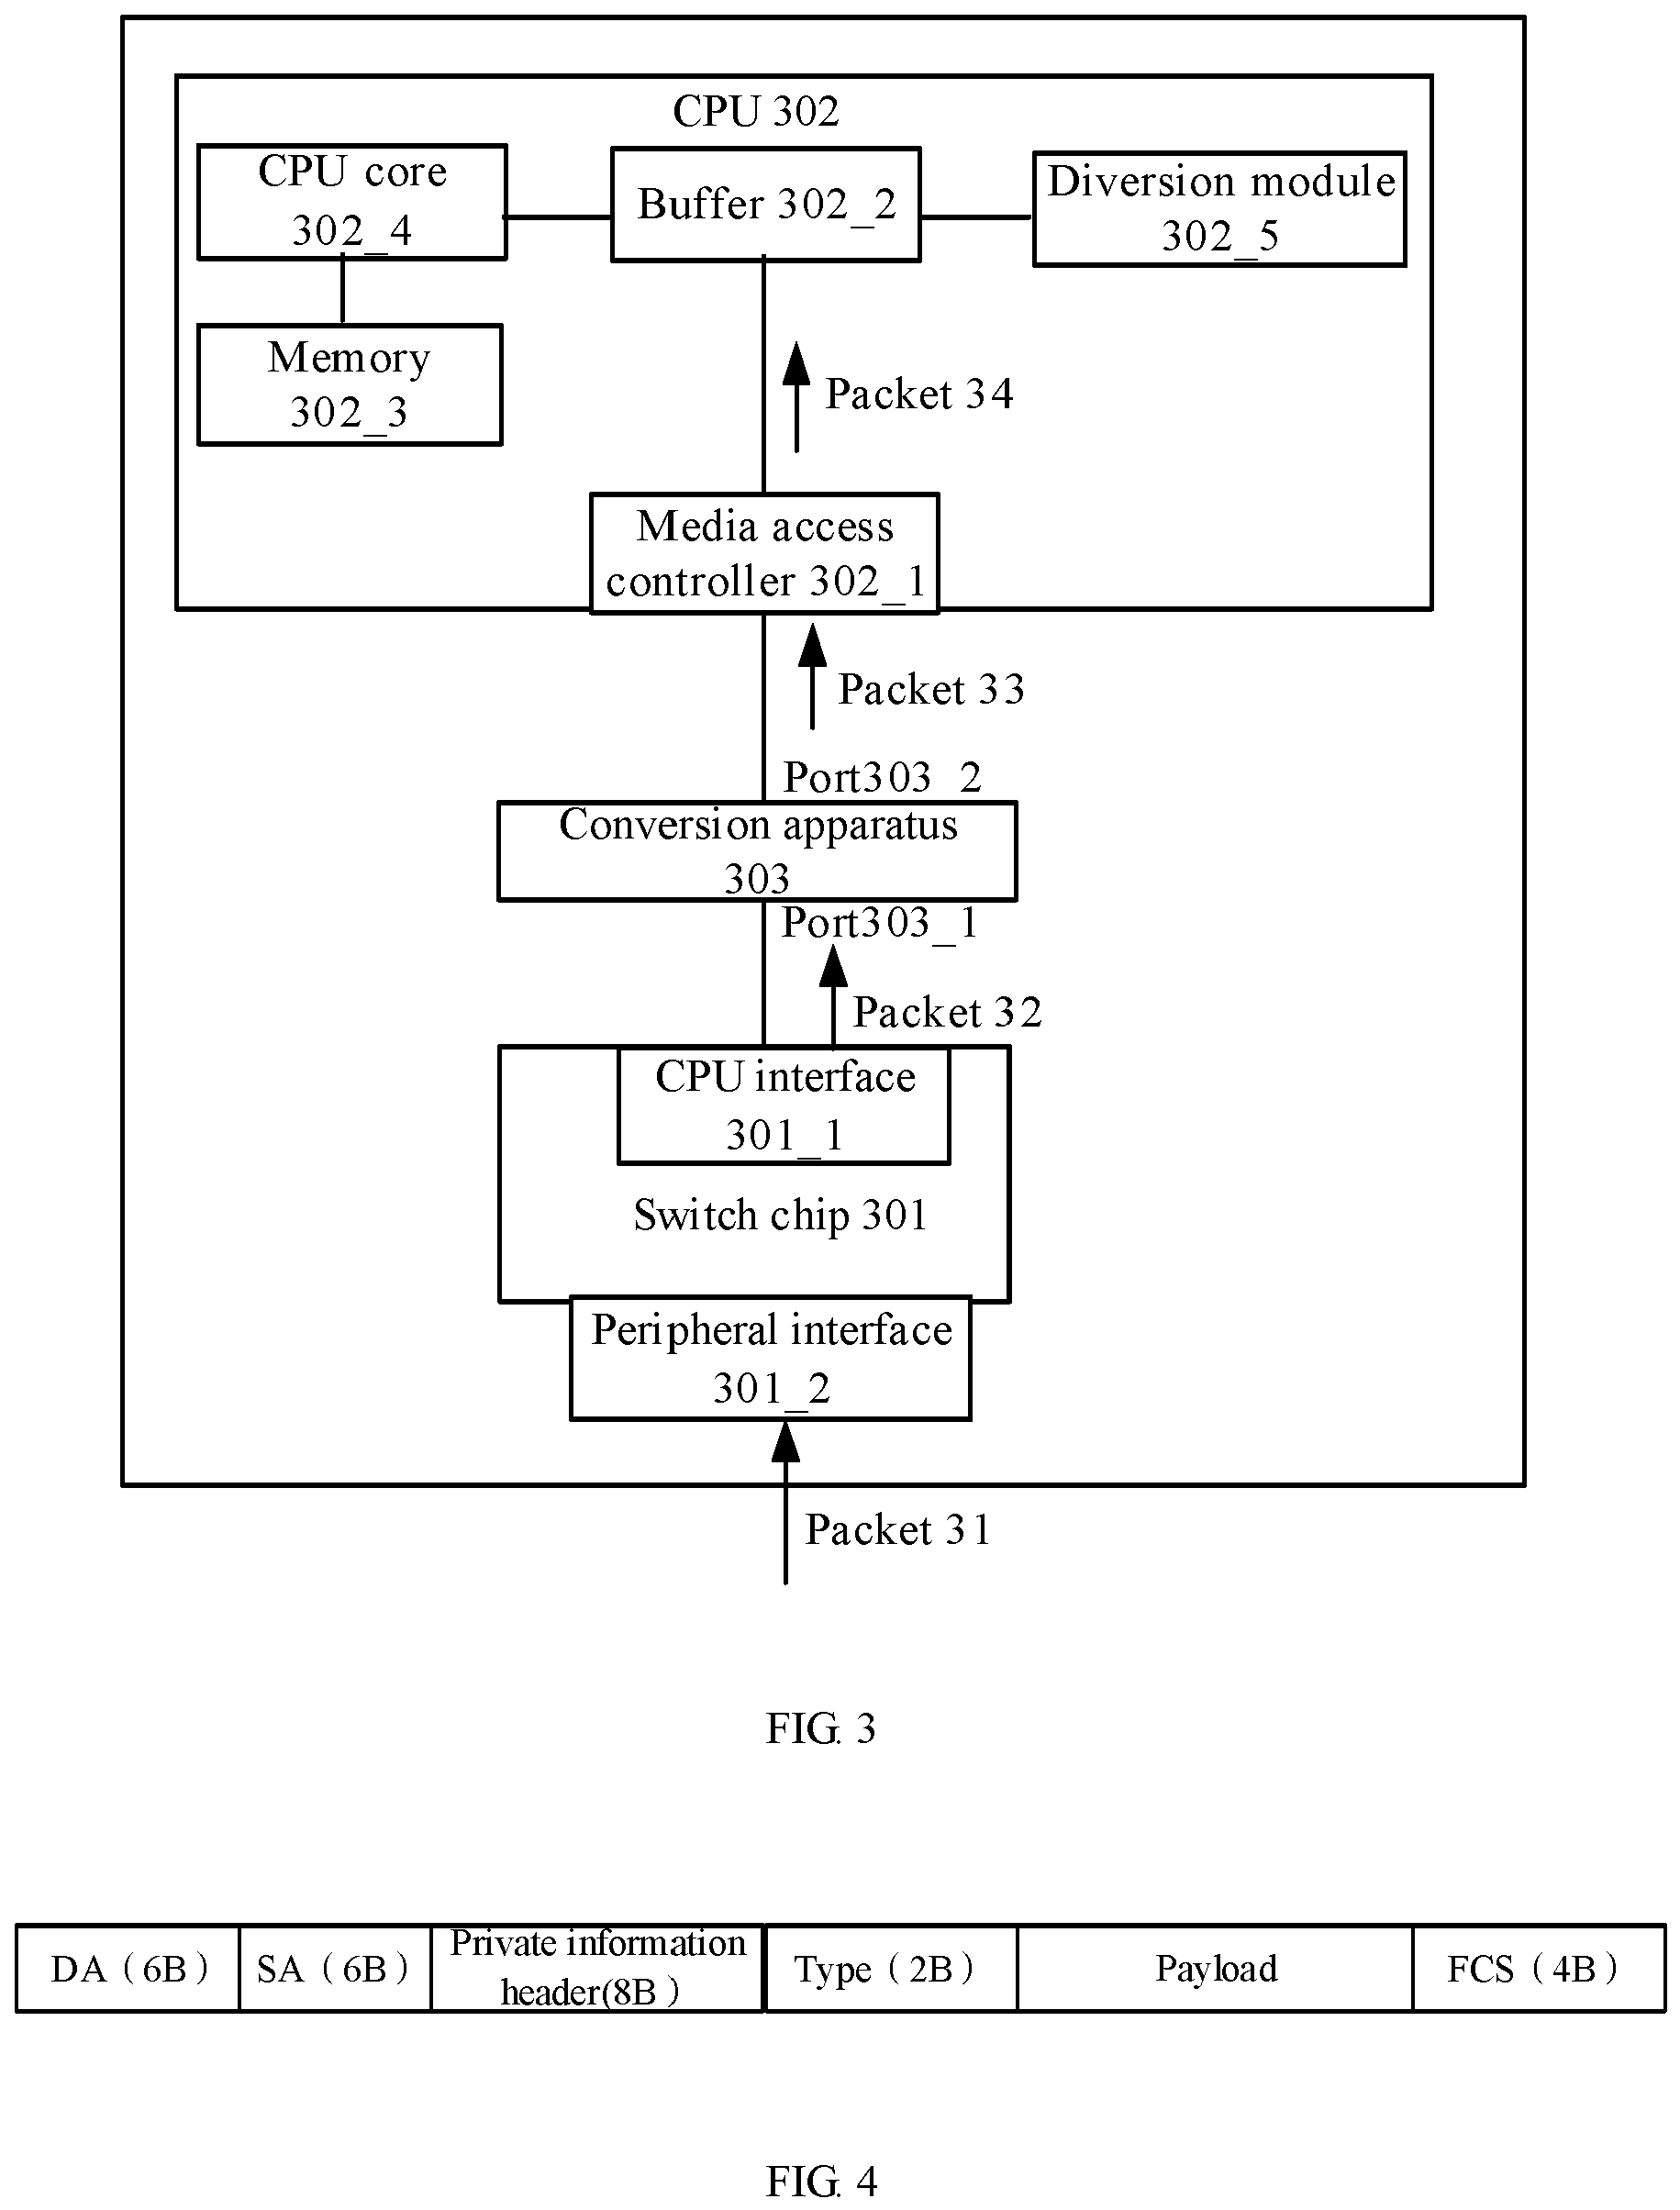 CPU 302
CPU core
302_4
Buffer 302_2
Diversion module
302_5
Memory
302_3
Packet 34
Media access
controller 302_1
Packet 33
Port303_2
Conversion apparatus
303
Port303_1
Packet 32
CPU interface
301_1
Switch chip 301
Peripheral interface
301_2
Packet 31
FIG. 3
DA (6B)
SA (6B)
Private information
header(8B)
Type (2B)
Payload
FCS (4B)
FIG. 4